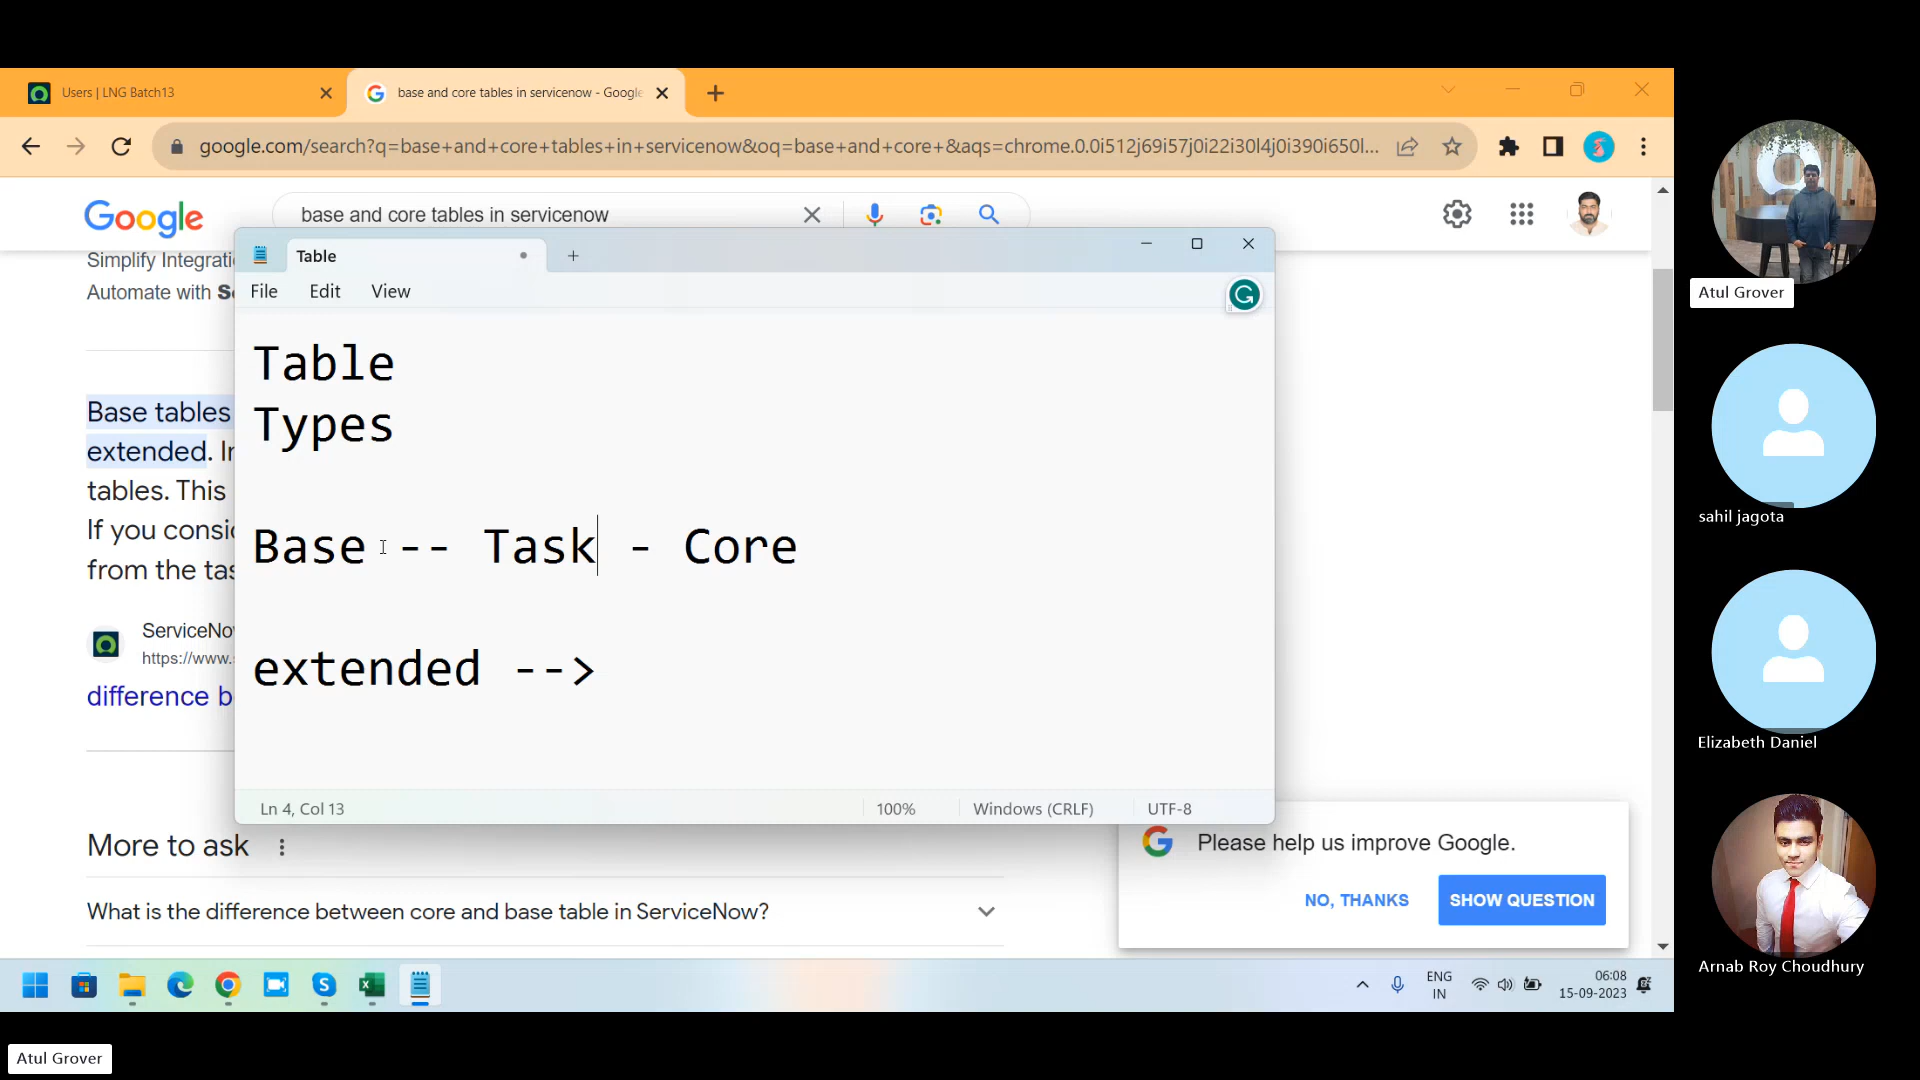 Users | LNG Batch13
base and core tables in servicenow - Google
google.com/search?q=base+and+core+tables+in+servicenow&oq=base+and+core+&aqs=chrome.0.0i512j69i57j0i22i30l4j0i390i650l...
Google
base and core tables in servicenow
Simplify Integrati
Automate with Se
Table
File Edit View
Table
Types
Base -- Task - Core
extended -->
Ln 4, Col 13
100%
Windows (CRLF)
UTF-8
Base tables
extended. In
tables. This
If you consid
from the tas
ServiceNow
https://www.s
difference b
More to ask
What is the difference between core and base table in ServiceNow?
Please help us improve Google.
NO, THANKS
SHOW QUESTION
ENG
IN
06:08
15-09-2023
Atul Grover
sahil jagota
Elizabeth Daniel
Arnab Roy Choudhury
Atul Grover